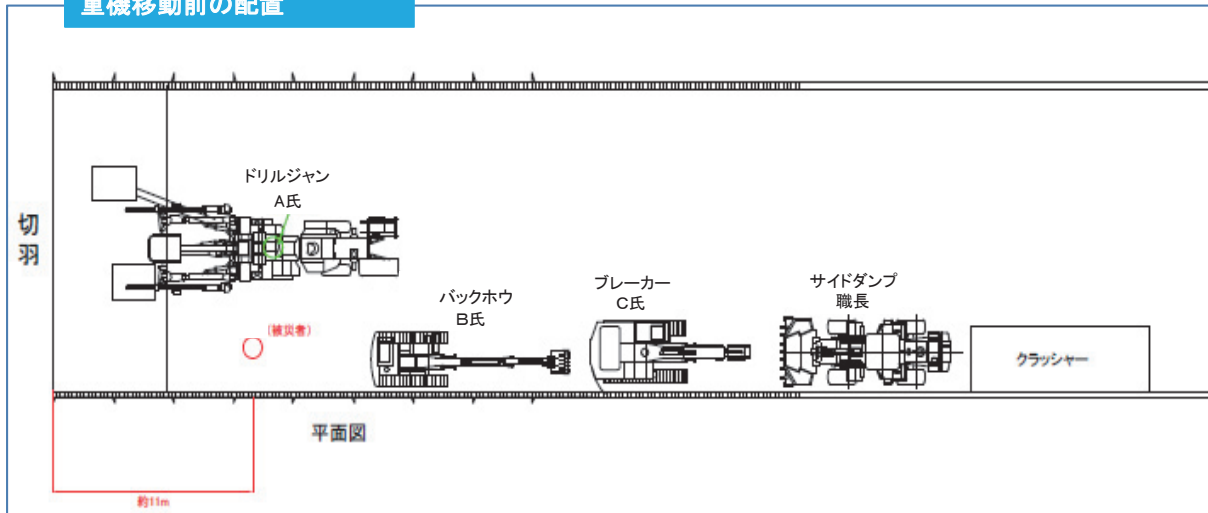 重機移動前の配置
ドリルジャン
A氏
切
羽
バックホウ
B氏
ブレーカー
C氏
サイドダンプ
職長
(被災者)
クラッシャー
平面図
約11m